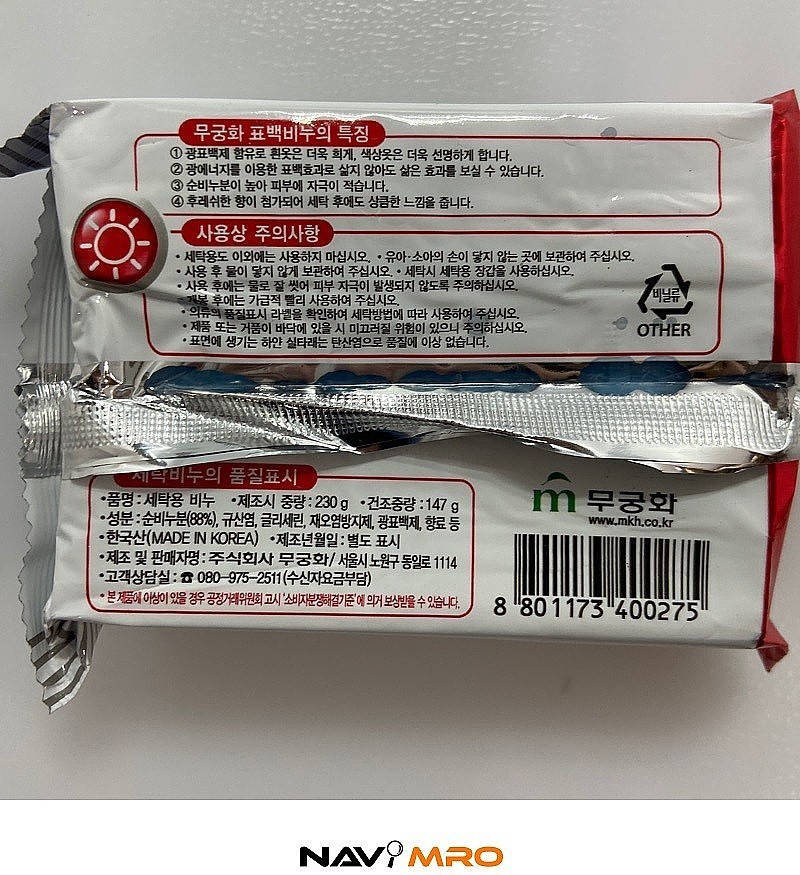 무궁화 표백비누의 특징
① 광표백제 함유로 흰옷은 더욱 희게, 색상옷은 더욱 선명하게 합니다.
② 광에너지를 이용한 표백효과로 삶지 않아도 삶은 효과를 보실 수 있습니다.
③ 순비누분이 높아 피부에 자극이 적습니다.
④ 후레쉬한 향이 첨가되어 세탁 후에도 상큼한 느낌을 줍니다.
사용상 주의사항
• 세탁용도 이외에는 사용하지 마십시오. • 유아·소아의 손이 닿지 않는 곳에 보관하여 주십시오.
• 사용 후 물이 닿지 않게 보관하여 주십시오. • 세탁시 세탁용 장갑을 사용하십시오.
• 사용 후에는 물로 잘 씻어 피부 자극이 발생되지 않도록 주의하십시오.
• 개봉 후에는 가급적 빨리 사용하여 주십시오.
• 의류의 품질표시 라벨을 확인하여 세탁방법에 따라 사용하여 주십시오.
• 제품 또는 거품이 바닥에 있을 시 미끄러질 위험이 있으니 주의하십시오.
• 표면에 생기는 하얀 실타래는 탄산염으로 품질에 이상 없습니다.
비닐류
OTHER
세탁비누의 품질표시
•품명 : 세탁용 비누 •제조시 중량 : 230 g •건조중량 : 147 g
•성분 : 순비누분(88%), 규산염, 글리세린, 재오염방지제, 광표백제, 향료 등
•한국산(MADE IN KOREA) •제조년월일 : 별도 표시
•제조 및 판매자명 : 주식회사 무궁화 / 서울시 노원구 동일로 1114
•고객상담실 : ☎ 080-975-2511 (수신자요금부담)
• 본 제품에 이상이 있을 경우 공정거래위원회 고시 '소비자분쟁해결기준'에 의거 보상받을 수 있습니다.
m 무궁화
www.mkh.co.kr
8 801173 400275
NAVI MRO